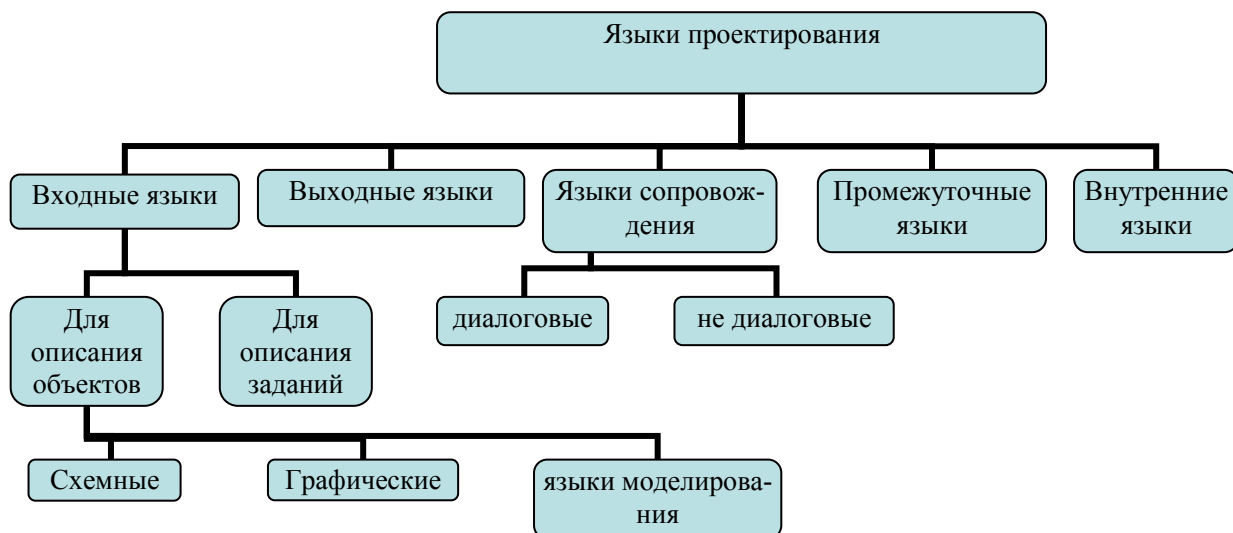 Языки проектирования
Входные языки
Выходные языки
Языки сопровож-
дения
Промежуточные
языки
Внутренние
языки
Для
описания
объектов
Для
описания
заданий
диалоговые
не диалоговые
Схемные
Графические
языки моделирова-
ния